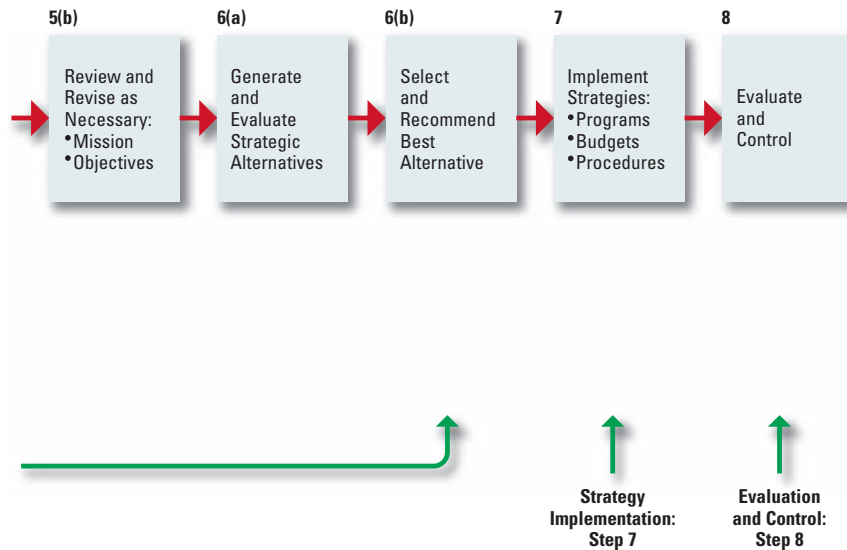 5(b)
Review and
Revise as
Necessary:
•Mission
•Objectives
6(a)
Generate
and
Evaluate
Strategic
Alternatives
6(b)
Select
and
Recommend
Best
Alternative
7
Implement
Strategies:
•Programs
•Budgets
•Procedures
8
Evaluate
and
Control
Strategy
Implementation:
Step 7
Evaluation
and Control:
Step 8